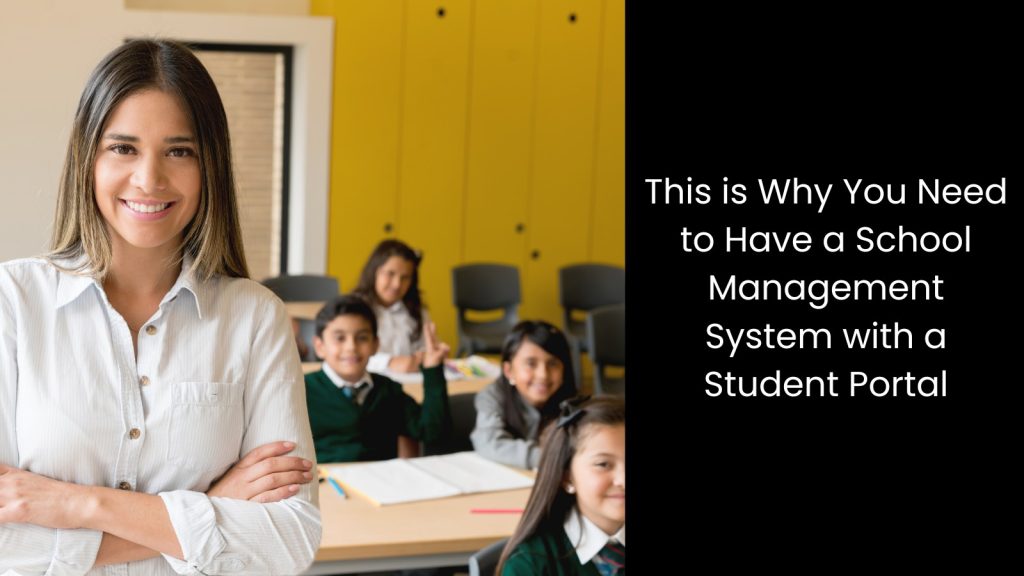 This is Why You Need
to Have a School
Management
System with a
Student Portal